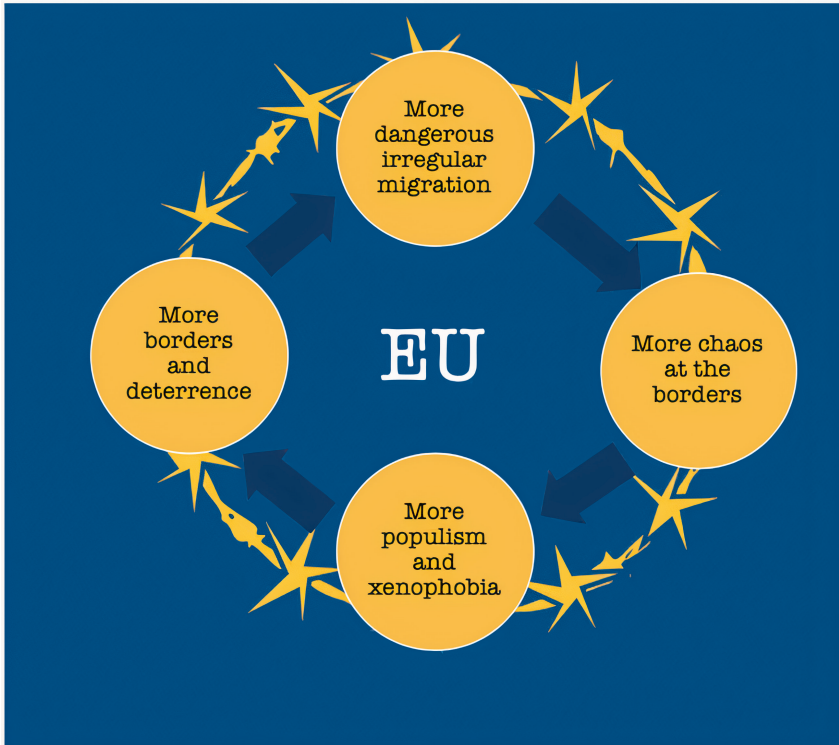 More
dangerous
irregular
migration
More
borders
and
deterrence
EU
More chaos
at the
borders
More
populism
and
xenophobia